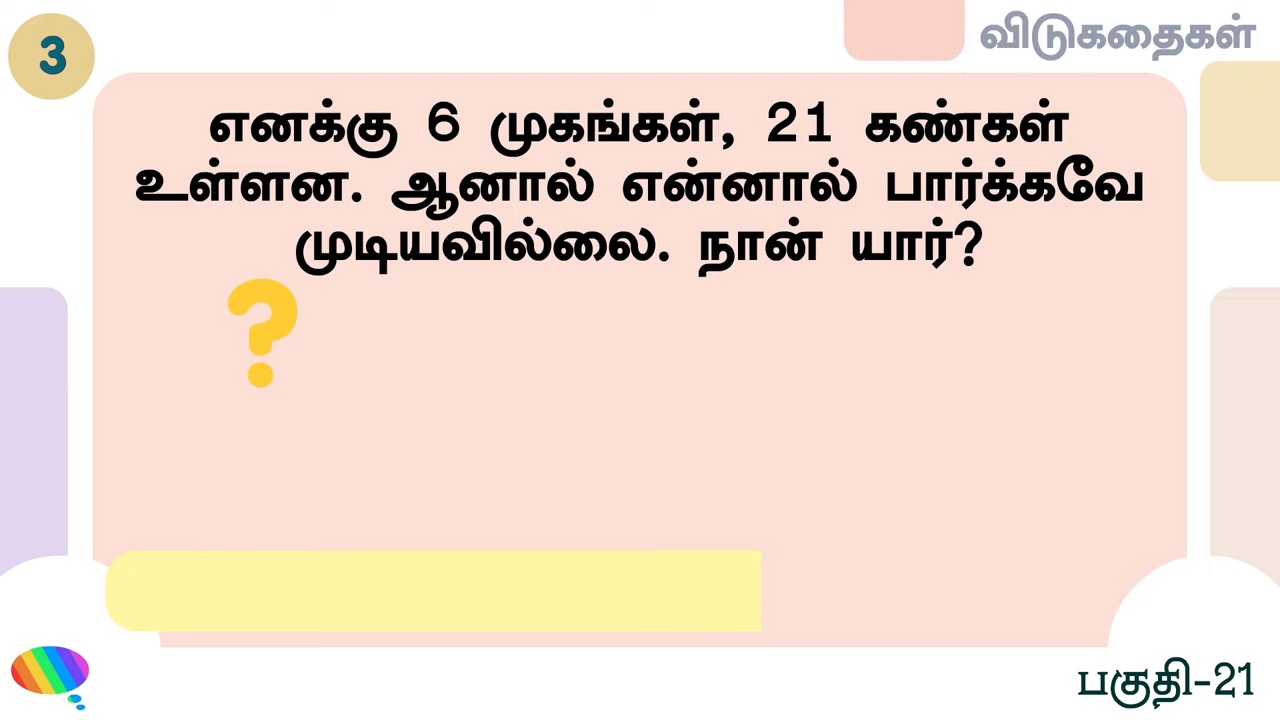 3
விடுகதைகள்
எனக்கு 6 முகங்கள், 21 கண்கள்
உள்ளன. ஆனால் என்னால் பார்க்கவே
முடியவில்லை. நான் யார்?
?
பகுதி-21